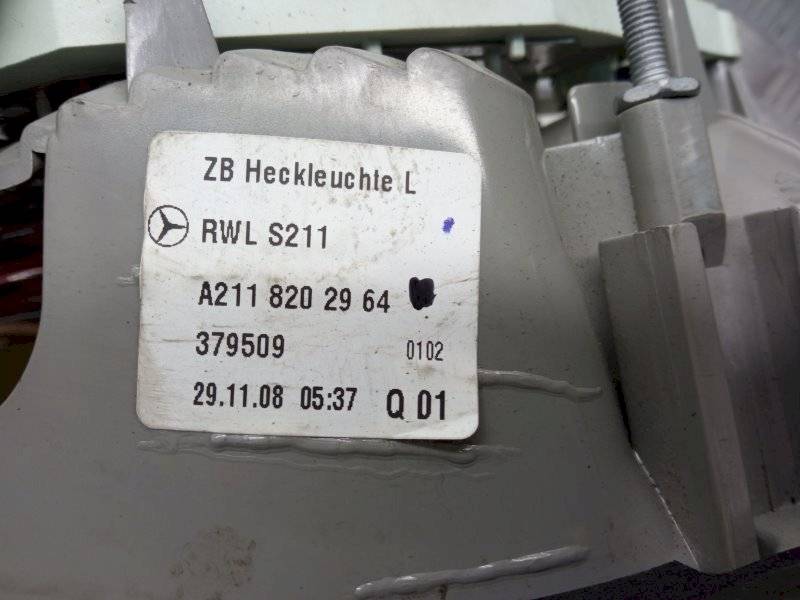 ZB Heckleuchte L
RWL S211
A211 820 29 64
379509 0102
29.11.08 05:37 Q 01